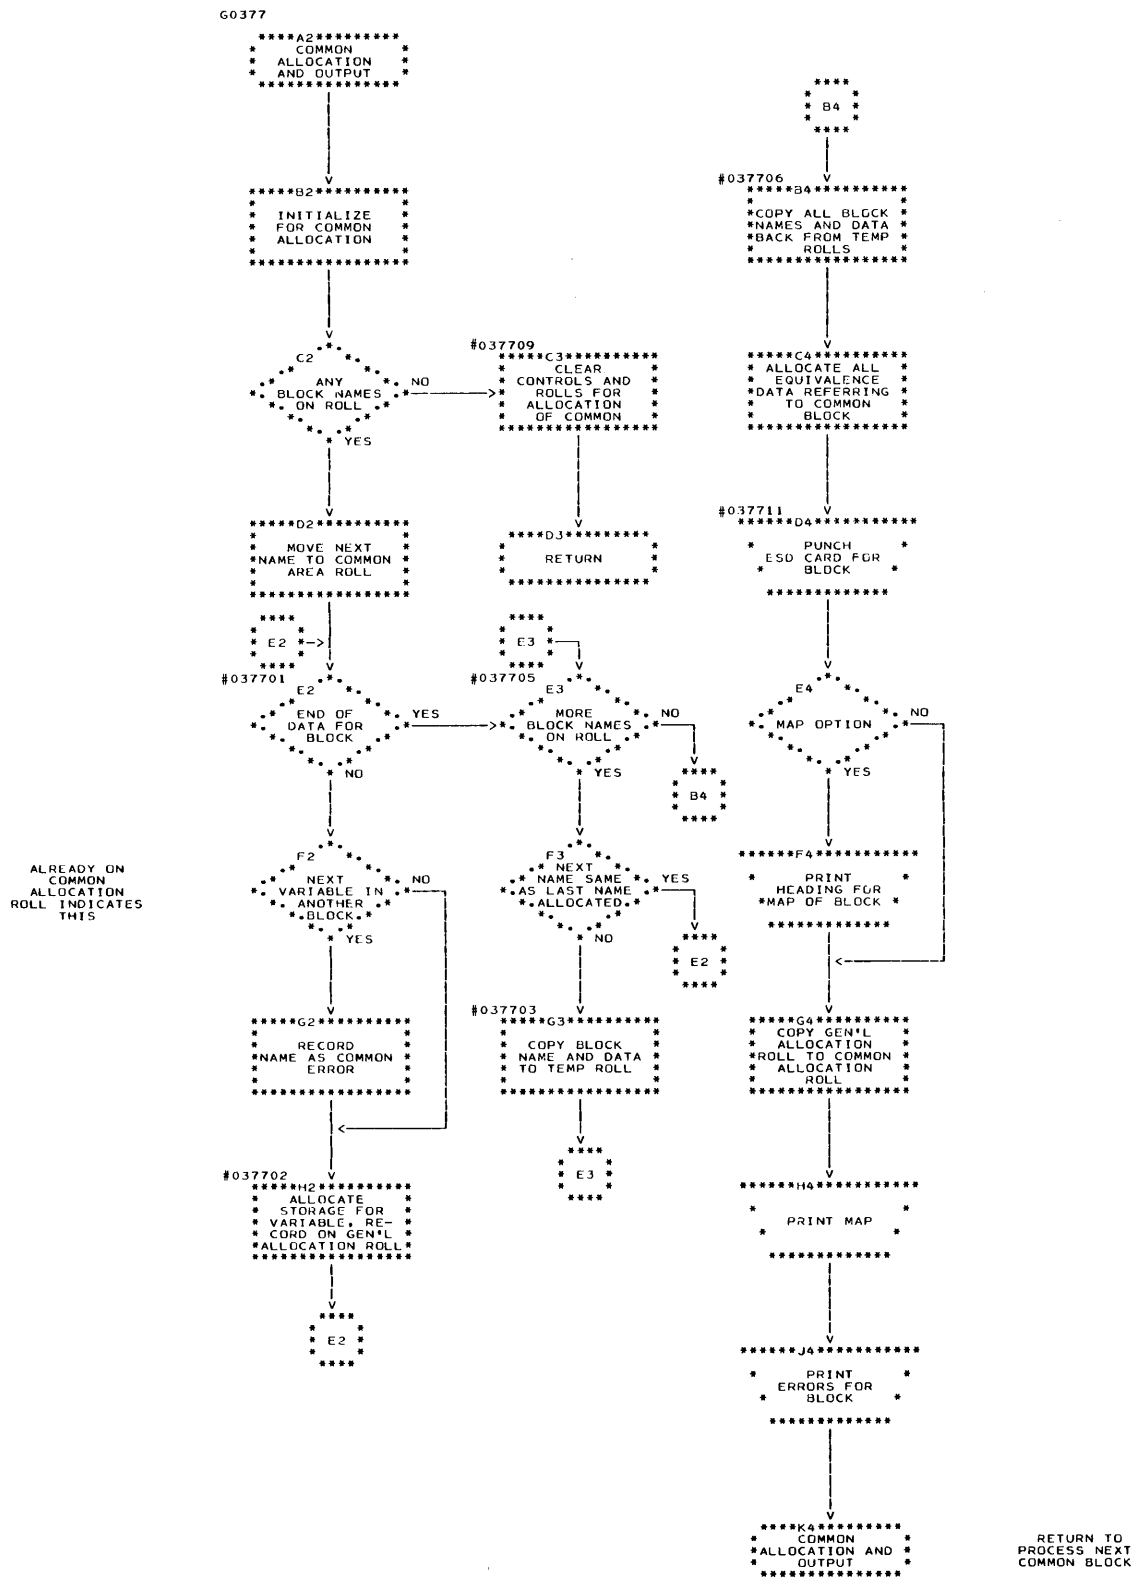 G0377
A2
COMMON
ALLOCATION
AND OUTPUT
B2
INITIALIZE
FOR COMMON
ALLOCATION
C2
ANY
BLOCK NAMES
ON ROLL
NO
YES
#037709
C3
CLEAR
CONTROLS AND
ROLLS FOR
ALLOCATION
OF COMMON
D3
RETURN
D2
MOVE NEXT
NAME TO COMMON
AREA ROLL
E2
#037701
E2
END OF
DATA FOR
BLOCK
YES
NO
E3
#037705
E3
MORE
BLOCK NAMES
ON ROLL
NO
YES
B4
ALREADY ON
COMMON
ALLOCATION
ROLL INDICATES
THIS
F2
NEXT
VARIABLE IN
ANOTHER
BLOCK
NO
YES
F3
NEXT
NAME SAME
AS LAST NAME
ALLOCATED
YES
NO
E2
G2
RECORD
NAME AS COMMON
ERROR
#037703
G3
COPY BLOCK
NAME AND DATA
TO TEMP ROLL
E3
#037702
H2
ALLOCATE
STORAGE FOR
VARIABLE, RE-
CORD ON GEN'L
ALLOCATION ROLL
E2
B4
#037706
B4
COPY ALL BLOCK
NAMES AND DATA
BACK FROM TEMP
ROLLS
C4
ALLOCATE ALL
EQUIVALENCE
DATA REFERRING
TO COMMON
BLOCK
#037711
D4
PUNCH
ESD CARD FOR
BLOCK
E4
MAP OPTION
NO
YES
F4
PRINT
HEADING FOR
MAP OF BLOCK
G4
COPY GEN'L
ALLOCATION
ROLL TO COMMON
ALLOCATION
ROLL
H4
PRINT MAP
J4
PRINT
ERRORS FOR
BLOCK
K4
COMMON
ALLOCATION AND
OUTPUT
RETURN TO
PROCESS NEXT
COMMON BLOCK